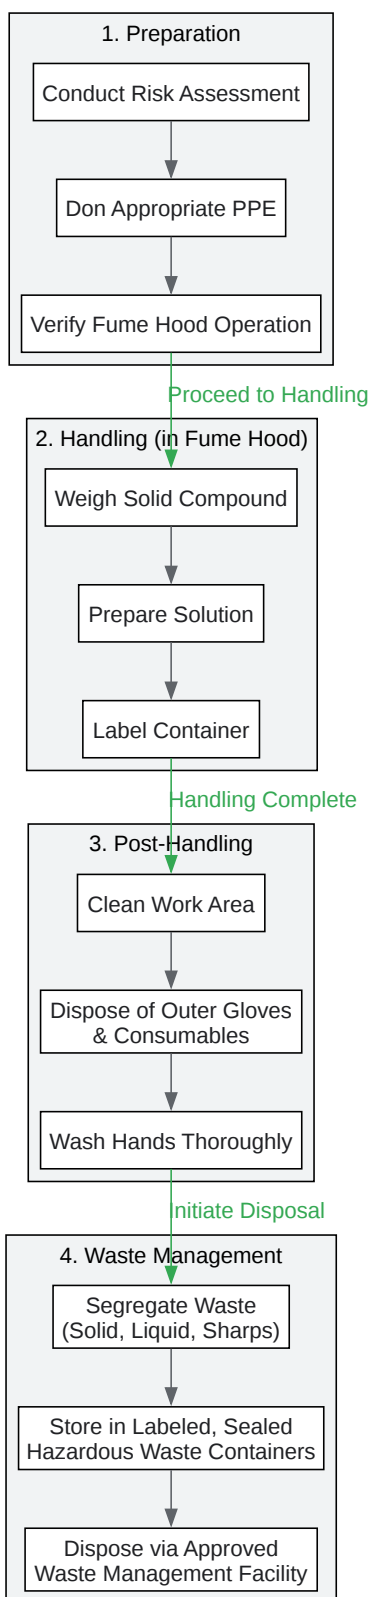 1. Preparation
Conduct Risk Assessment
Don Appropriate PPE
Verify Fume Hood Operation
Proceed to Handling
2. Handling (in Fume Hood)
Weigh Solid Compound
Prepare Solution
Label Container
Handling Complete
3. Post-Handling
Clean Work Area
Dispose of Outer Gloves
& Consumables
Wash Hands Thoroughly
Initiate Disposal
4. Waste Management
Segregate Waste
(Solid, Liquid, Sharps)
Store in Labeled, Sealed
Hazardous Waste Containers
Dispose via Approved
Waste Management Facility